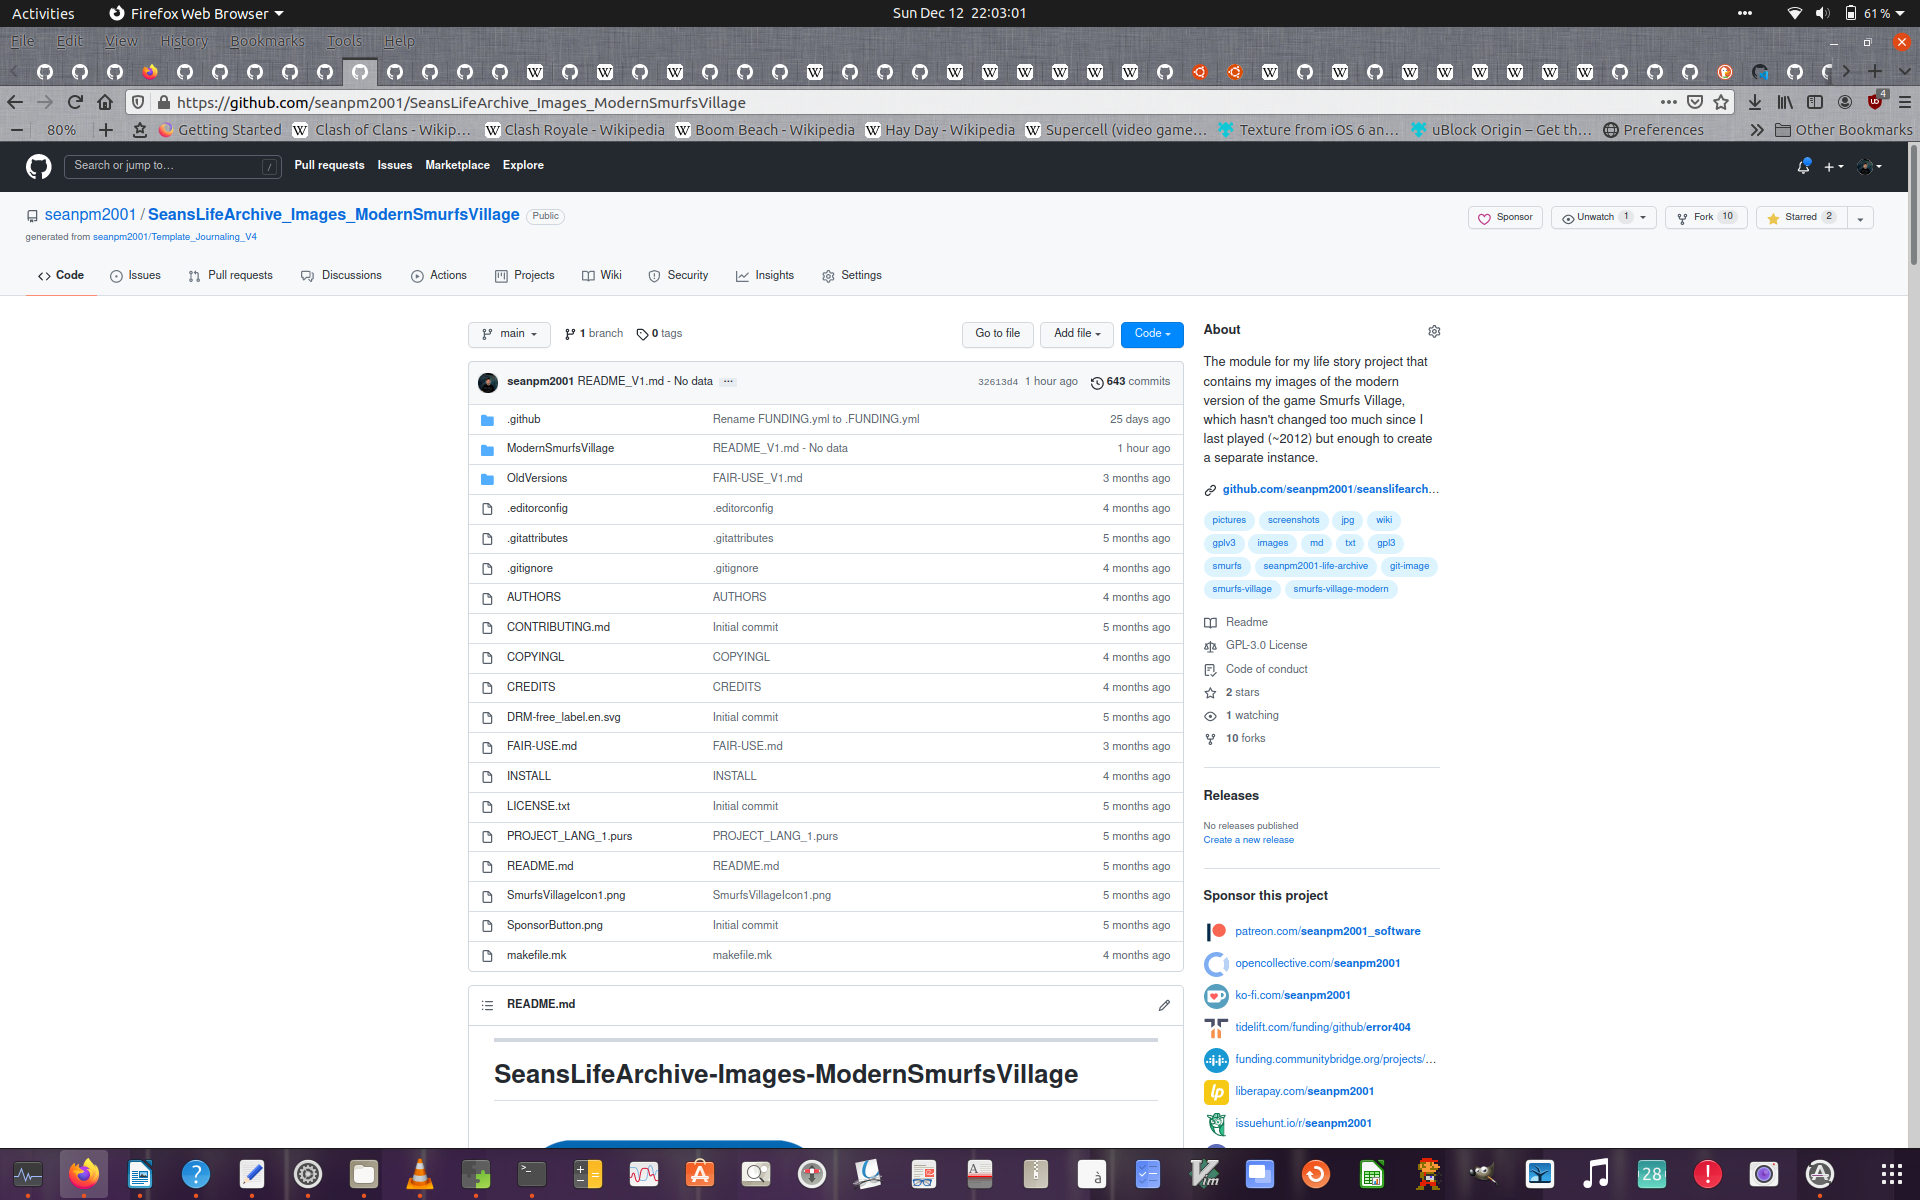 Activities
Firefox Web Browser
Sun Dec 12  22:03:01
61 %
File Edit View History Bookmarks Tools Help
https://github.com/seanpm2001/SeansLifeArchive_Images_ModernSmurfsVillage
4
80%
Getting Started
Clash of Clans - Wikip…
Clash Royale - Wikipedia
Boom Beach - Wikipedia
Hay Day - Wikipedia
Supercell (video game…
Texture from iOS 6 an…
uBlock Origin – Get th…
Preferences
Other Bookmarks
Search or jump to…
/
Pull requests
Issues
Marketplace
Explore
seanpm2001 / SeansLifeArchive_Images_ModernSmurfsVillage Public
generated from seanpm2001/Template_Journaling_V4
Sponsor
Unwatch 1
Fork 10
Starred 2
Code
Issues
Pull requests
Discussions
Actions
Projects
Wiki
Security
Insights
Settings
main
1 branch
0 tags
Go to file
Add file
Code
seanpm2001 README_V1.md - No data ... 32613d4 1 hour ago 643 commits
.github Rename FUNDING.yml to .FUNDING.yml 25 days ago
ModernSmurfsVillage README_V1.md - No data 1 hour ago
OldVersions FAIR-USE_V1.md 3 months ago
.editorconfig .editorconfig 4 months ago
.gitattributes .gitattributes 5 months ago
.gitignore .gitignore 4 months ago
AUTHORS AUTHORS 4 months ago
CONTRIBUTING.md Initial commit 5 months ago
COPYINGL COPYINGL 4 months ago
CREDITS CREDITS 4 months ago
DRM-free_label.en.svg Initial commit 5 months ago
FAIR-USE.md FAIR-USE.md 3 months ago
INSTALL INSTALL 4 months ago
LICENSE.txt Initial commit 5 months ago
PROJECT_LANG_1.purs PROJECT_LANG_1.purs 5 months ago
README.md README.md 5 months ago
SmurfsVillageIcon1.png SmurfsVillageIcon1.png 5 months ago
SponsorButton.png Initial commit 5 months ago
makefile.mk makefile.mk 4 months ago
README.md
SeansLifeArchive-Images-ModernSmurfsVillage
About
The module for my life story project that
contains my images of the modern
version of the game Smurfs Village,
which hasn't changed too much since I
last played (~2012) but enough to create
a separate instance.
github.com/seanpm2001/seanslifearch…
pictures screenshots jpg wiki
gplv3 images md txt gpl3
smurfs seanpm2001-life-archive git-image
smurfs-village smurfs-village-modern
Readme
GPL-3.0 License
Code of conduct
2 stars
1 watching
10 forks
Releases
No releases published
Create a new release
Sponsor this project
patreon.com/seanpm2001_software
opencollective.com/seanpm2001
ko-fi.com/seanpm2001
tidelift.com/funding/github/error404
funding.communitybridge.org/projects/…
liberapay.com/seanpm2001
issuehunt.io/r/seanpm2001
28